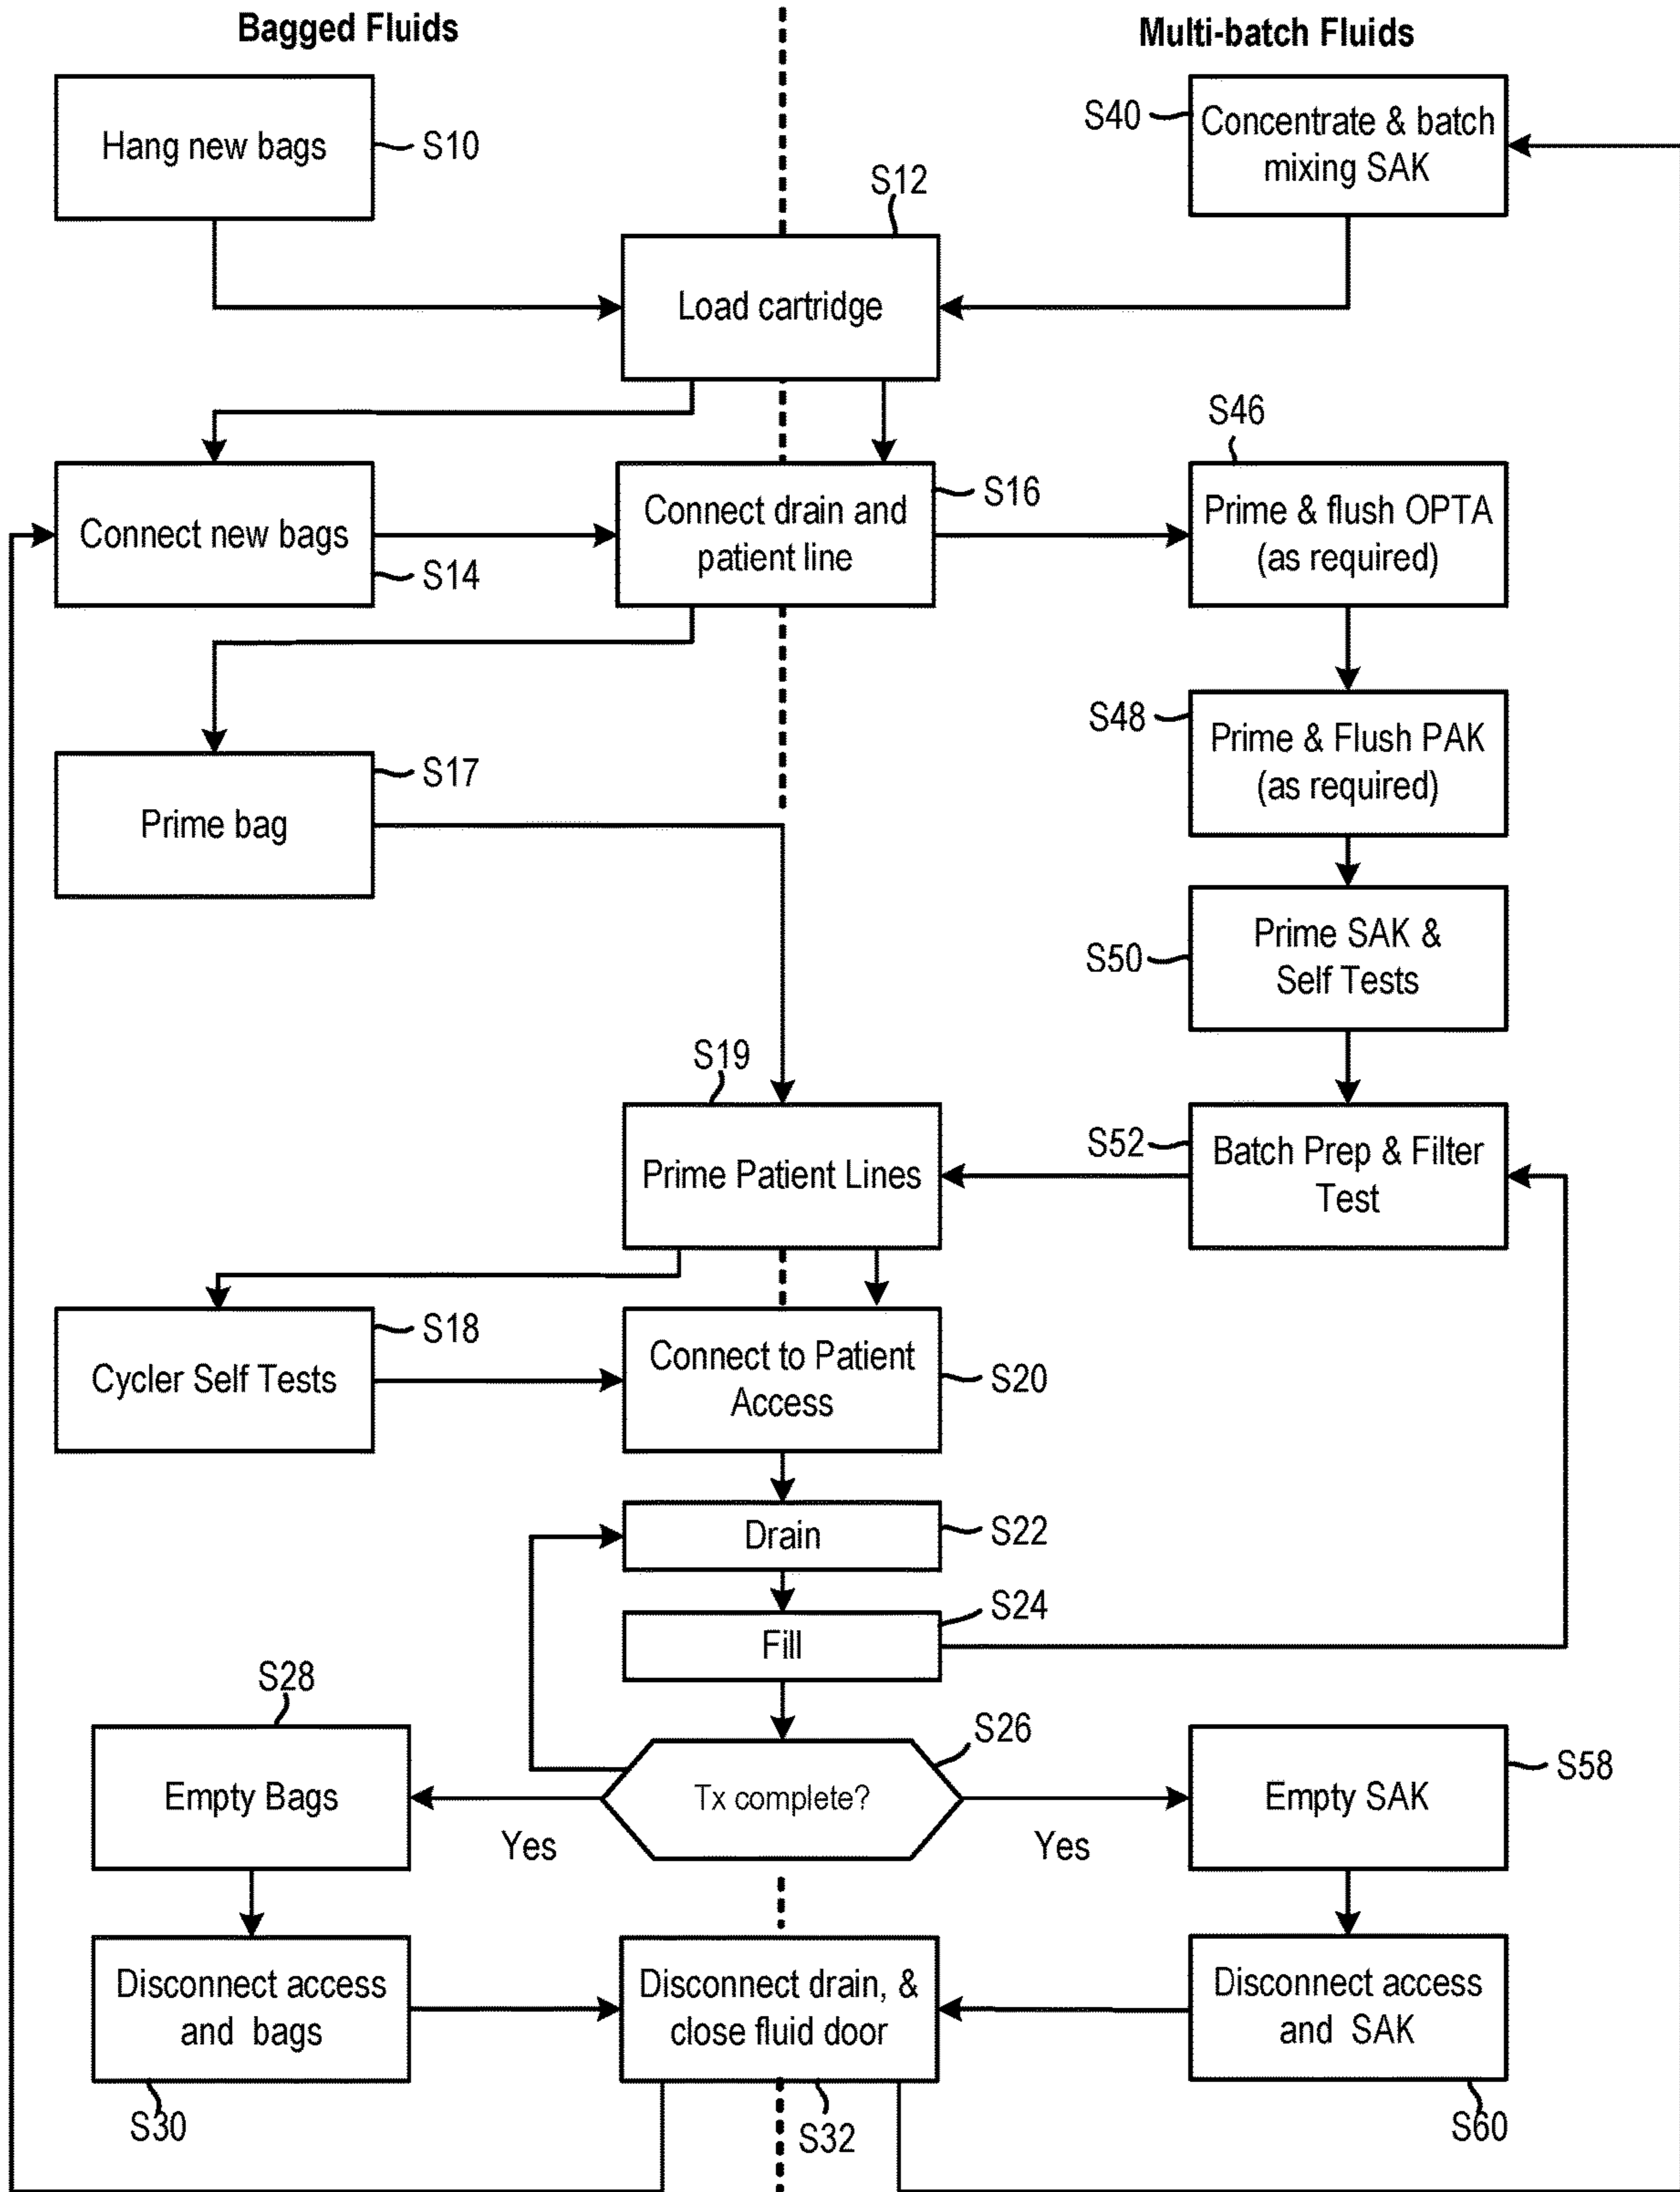 Bagged Fluids
Multi-batch Fluids
Hang new bags
S10
S40
Concentrate & batch
mixing SAK
S12
Load cartridge
Connect new bags
S14
Connect drain and
patient line
S16
S46
Prime & flush OPTA
(as required)
S48
Prime & Flush PAK
(as required)
S17
Prime bag
S50
Prime SAK &
Self Tests
S19
Prime Patient Lines
S52
Batch Prep & Filter
Test
S18
Cycler Self Tests
Connect to Patient
Access
S20
Drain
S22
S24
Fill
S28
Empty Bags
S26
Tx complete?
Yes
Yes
S58
Empty SAK
Disconnect access
and bags
S30
Disconnect drain, &
close fluid door
S32
Disconnect access
and SAK
S60